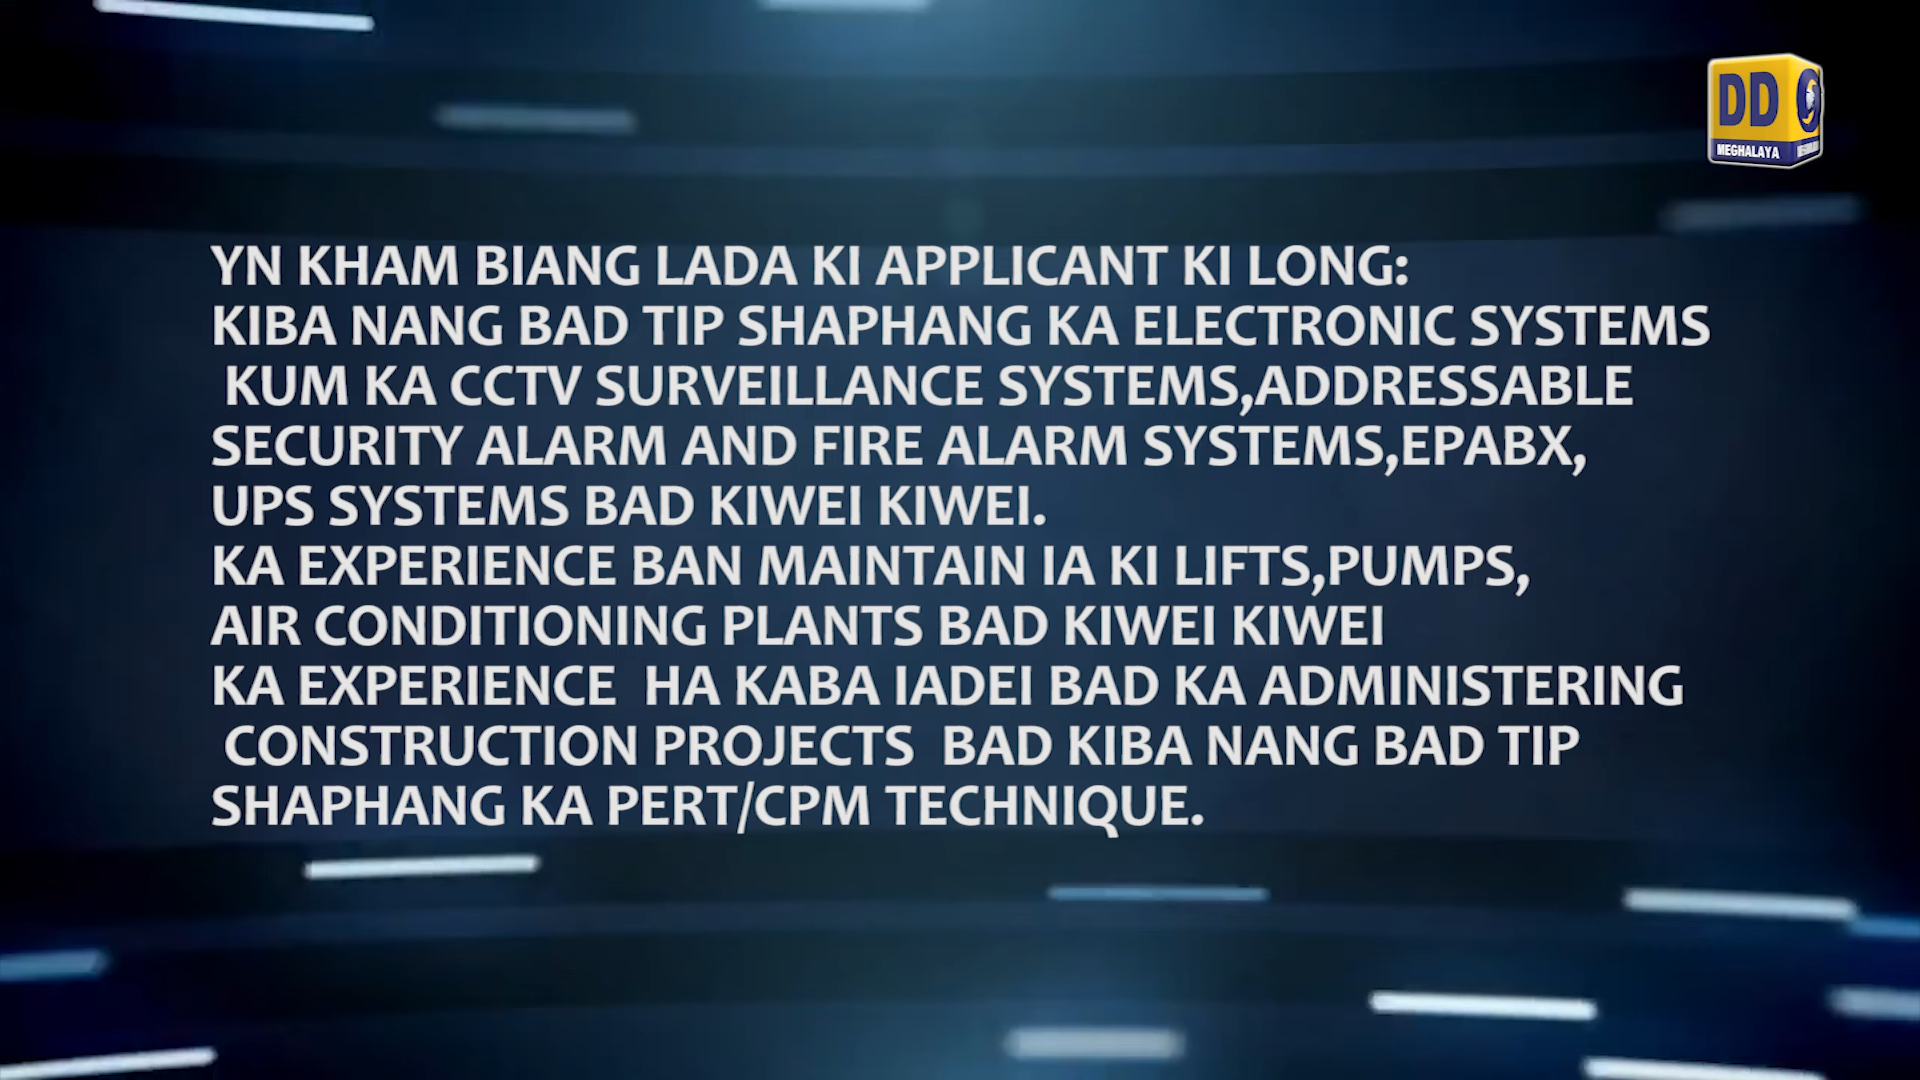 DD
MEGHALAYA
YN KHAM BIANG LADA KI APPLICANT KI LONG:
KIBA NANG BAD TIP SHAPHANG KA ELECTRONIC SYSTEMS
KUM KA CCTV SURVEILLANCE SYSTEMS,ADDRESSABLE
SECURITY ALARM AND FIRE ALARM SYSTEMS,EPABX,
UPS SYSTEMS BAD KIWEI KIWEI.
KA EXPERIENCE BAN MAINTAIN IA KI LIFTS,PUMPS,
AIR CONDITIONING PLANTS BAD KIWEI KIWEI
KA EXPERIENCE  HA KABA IADEI BAD KA ADMINISTERING
CONSTRUCTION PROJECTS  BAD KIBA NANG BAD TIP
SHAPHANG KA PERT/CPM TECHNIQUE.